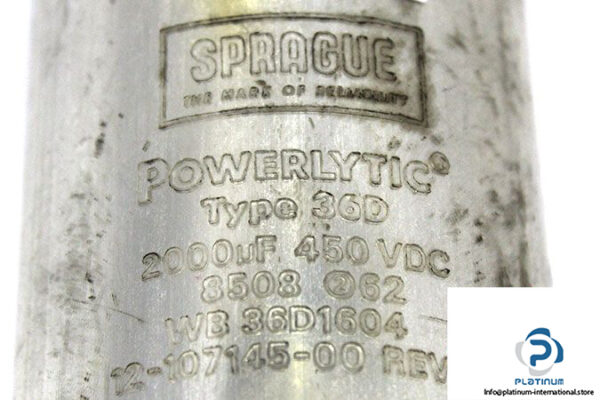 SPRAGUE
THE MARK OF RELIABILITY
POWERLYTIC®
Type 36D
2000uF 450 VDC
8508 ②62
WB 36D1604
12-107145-00 REV
PLATINUM
Info@platinum-international.store